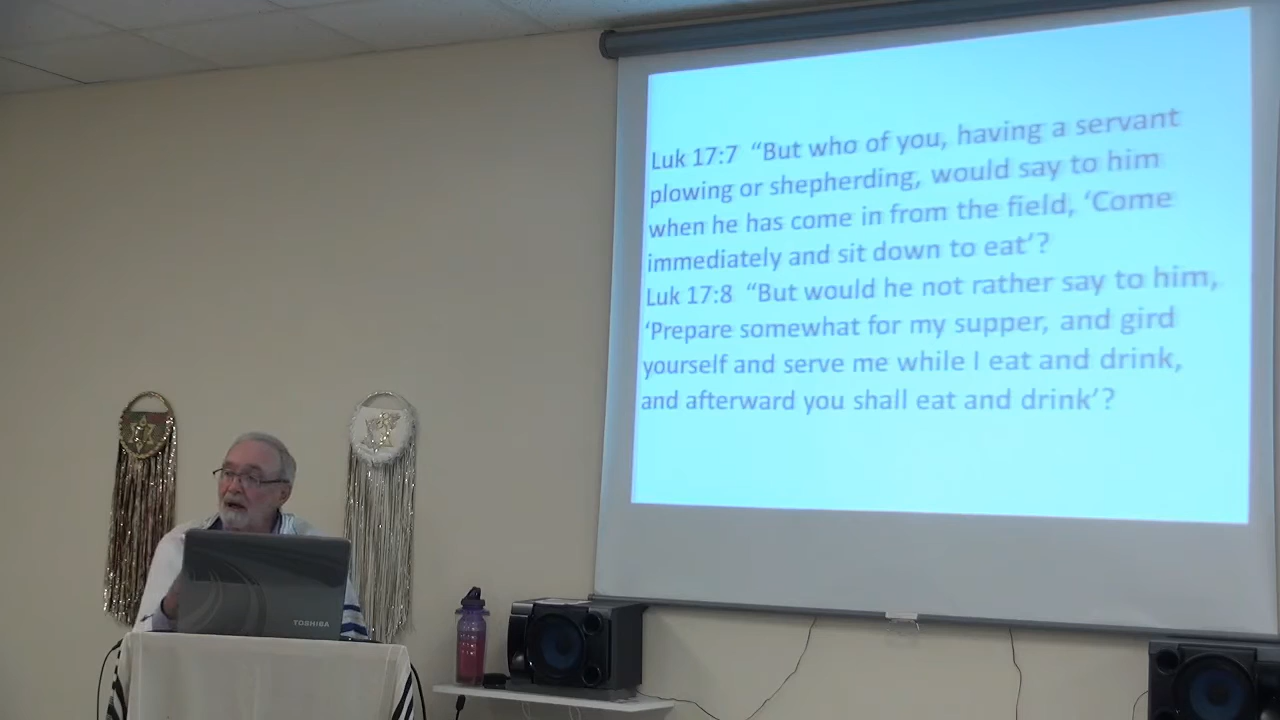 Luk 17:7 “But who of you, having a servant
plowing or shepherding, would say to him
when he has come in from the field, ‘Come
immediately and sit down to eat’?
Luk 17:8 “But would he not rather say to him,
‘Prepare somewhat for my supper, and gird
yourself and serve me while I eat and drink,
and afterward you shall eat and drink’?
TOSHIBA